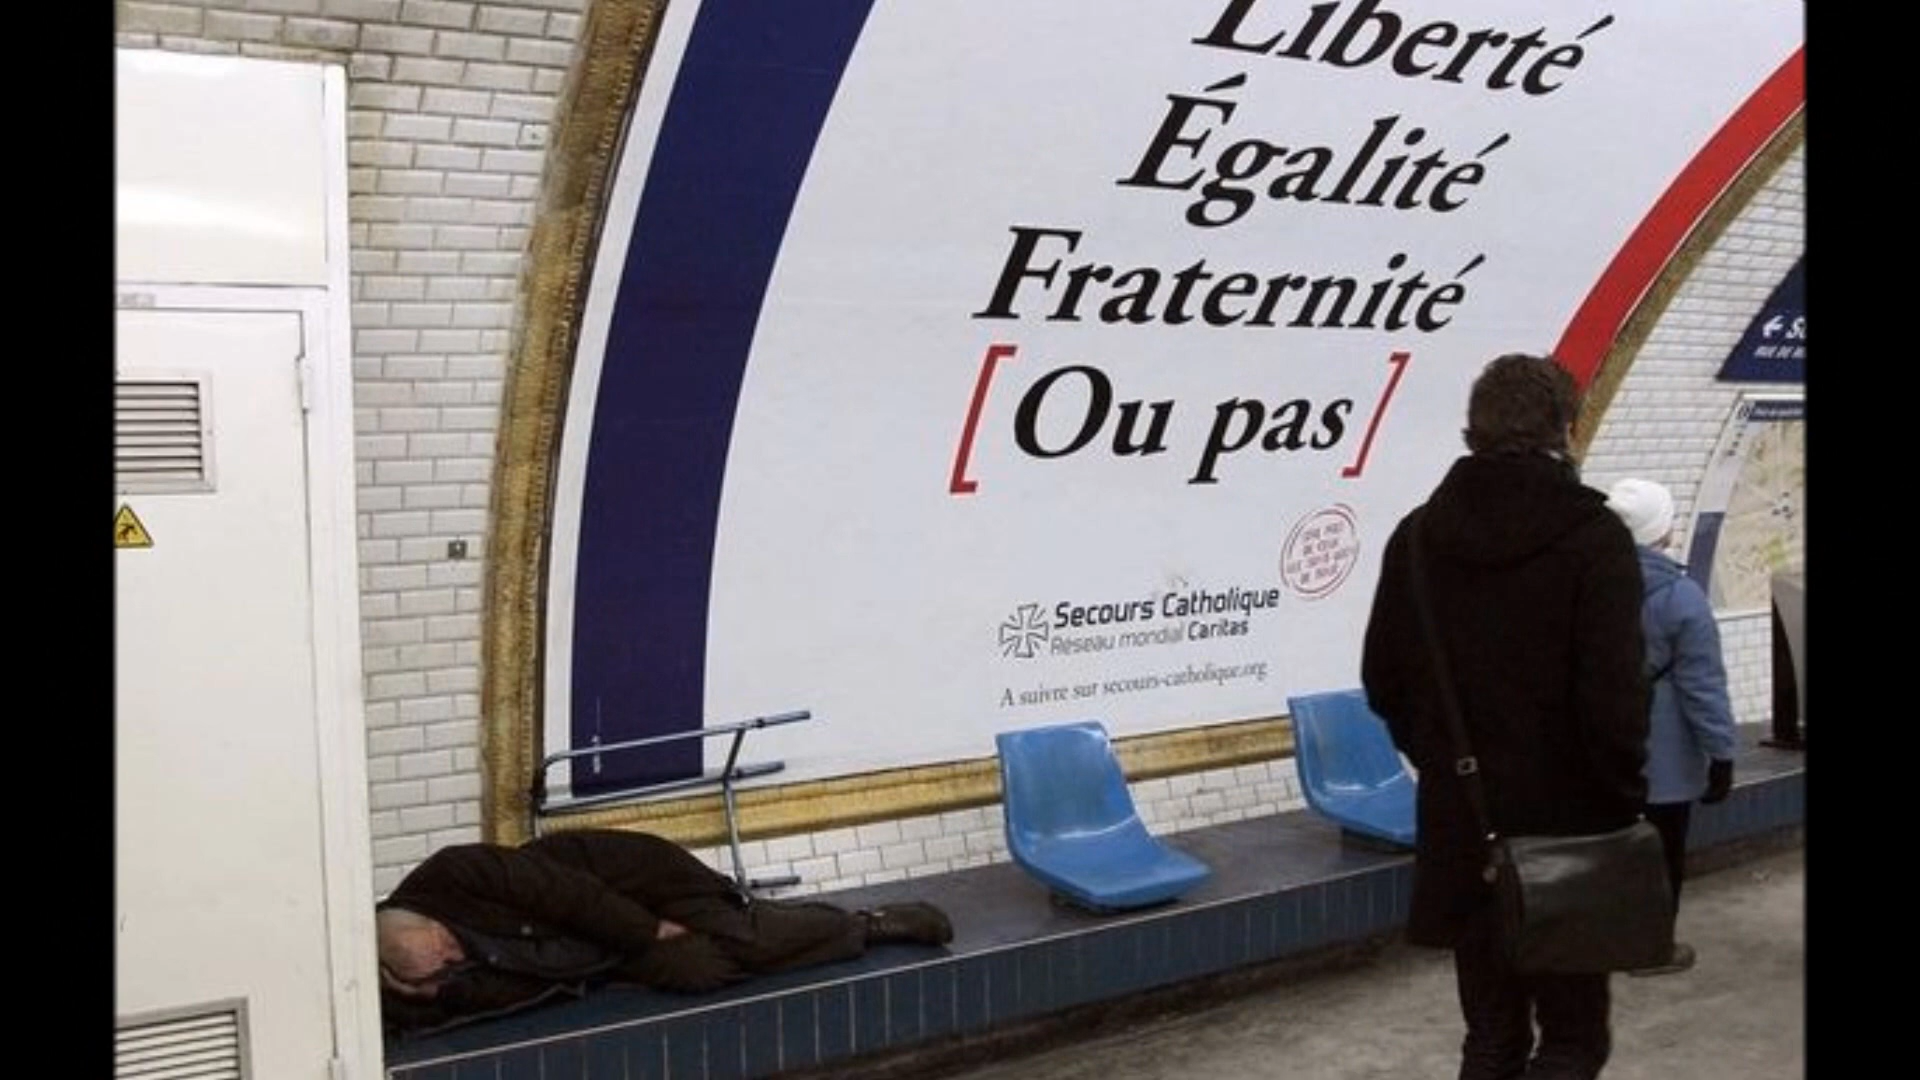 Liberté
Égalité
Fraternité
[Ou pas]
Secours Catholique
Réseau mondial Caritas
A suivre sur secours-catholique.org